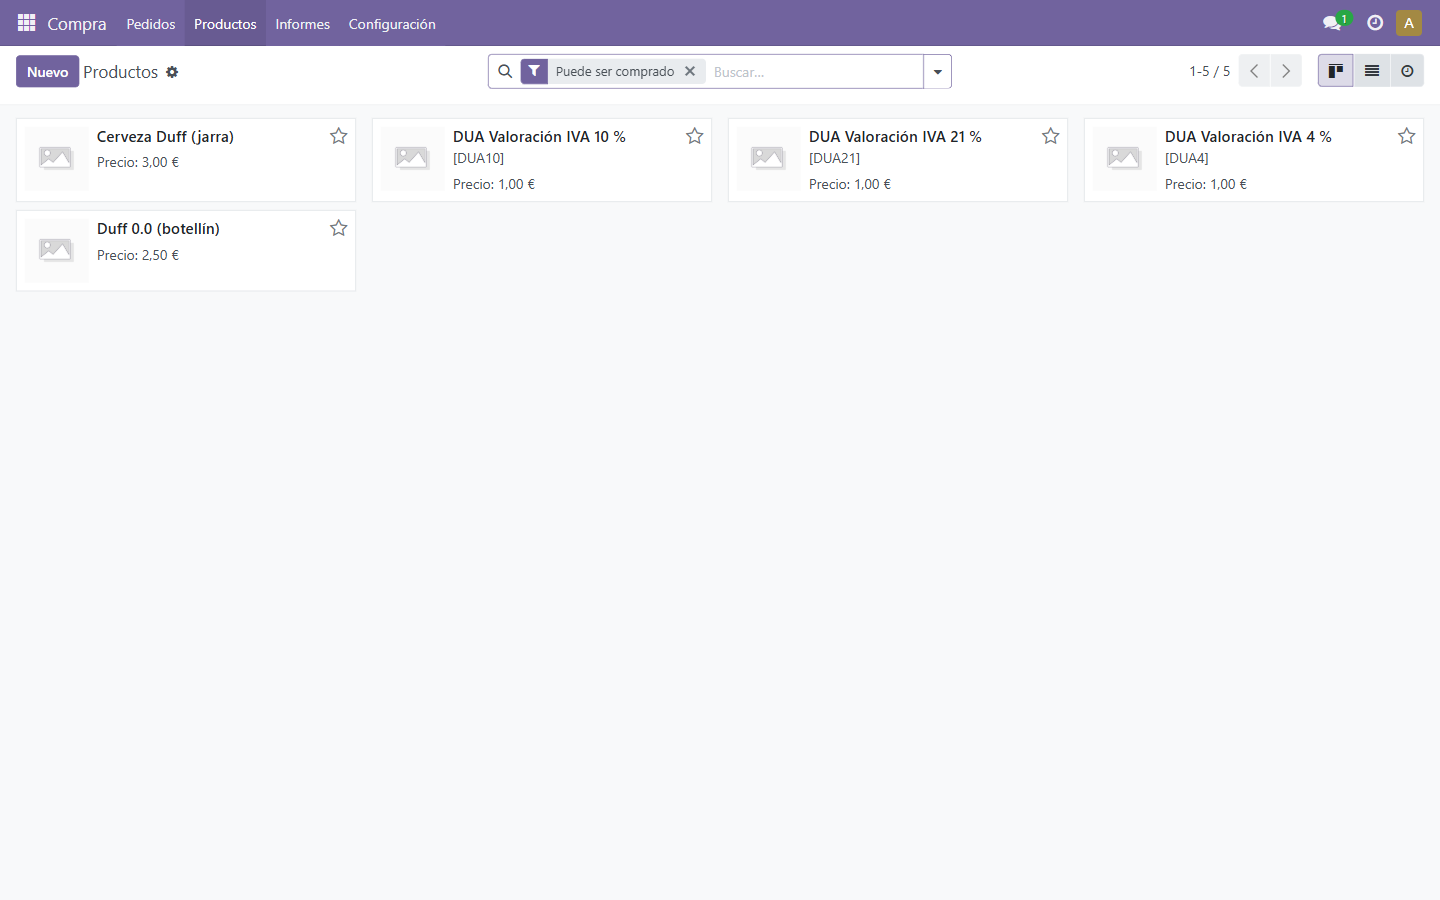 Compra Pedidos Productos Informes Configuración 1 A
Nuevo Productos Puede ser comprado Buscar... 1-5 / 5
Cerveza Duff (jarra)
Precio: 3,00 €
DUA Valoración IVA 10 %
[DUA10]
Precio: 1,00 €
DUA Valoración IVA 21 %
[DUA21]
Precio: 1,00 €
DUA Valoración IVA 4 %
[DUA4]
Precio: 1,00 €
Duff 0.0 (botellín)
Precio: 2,50 €